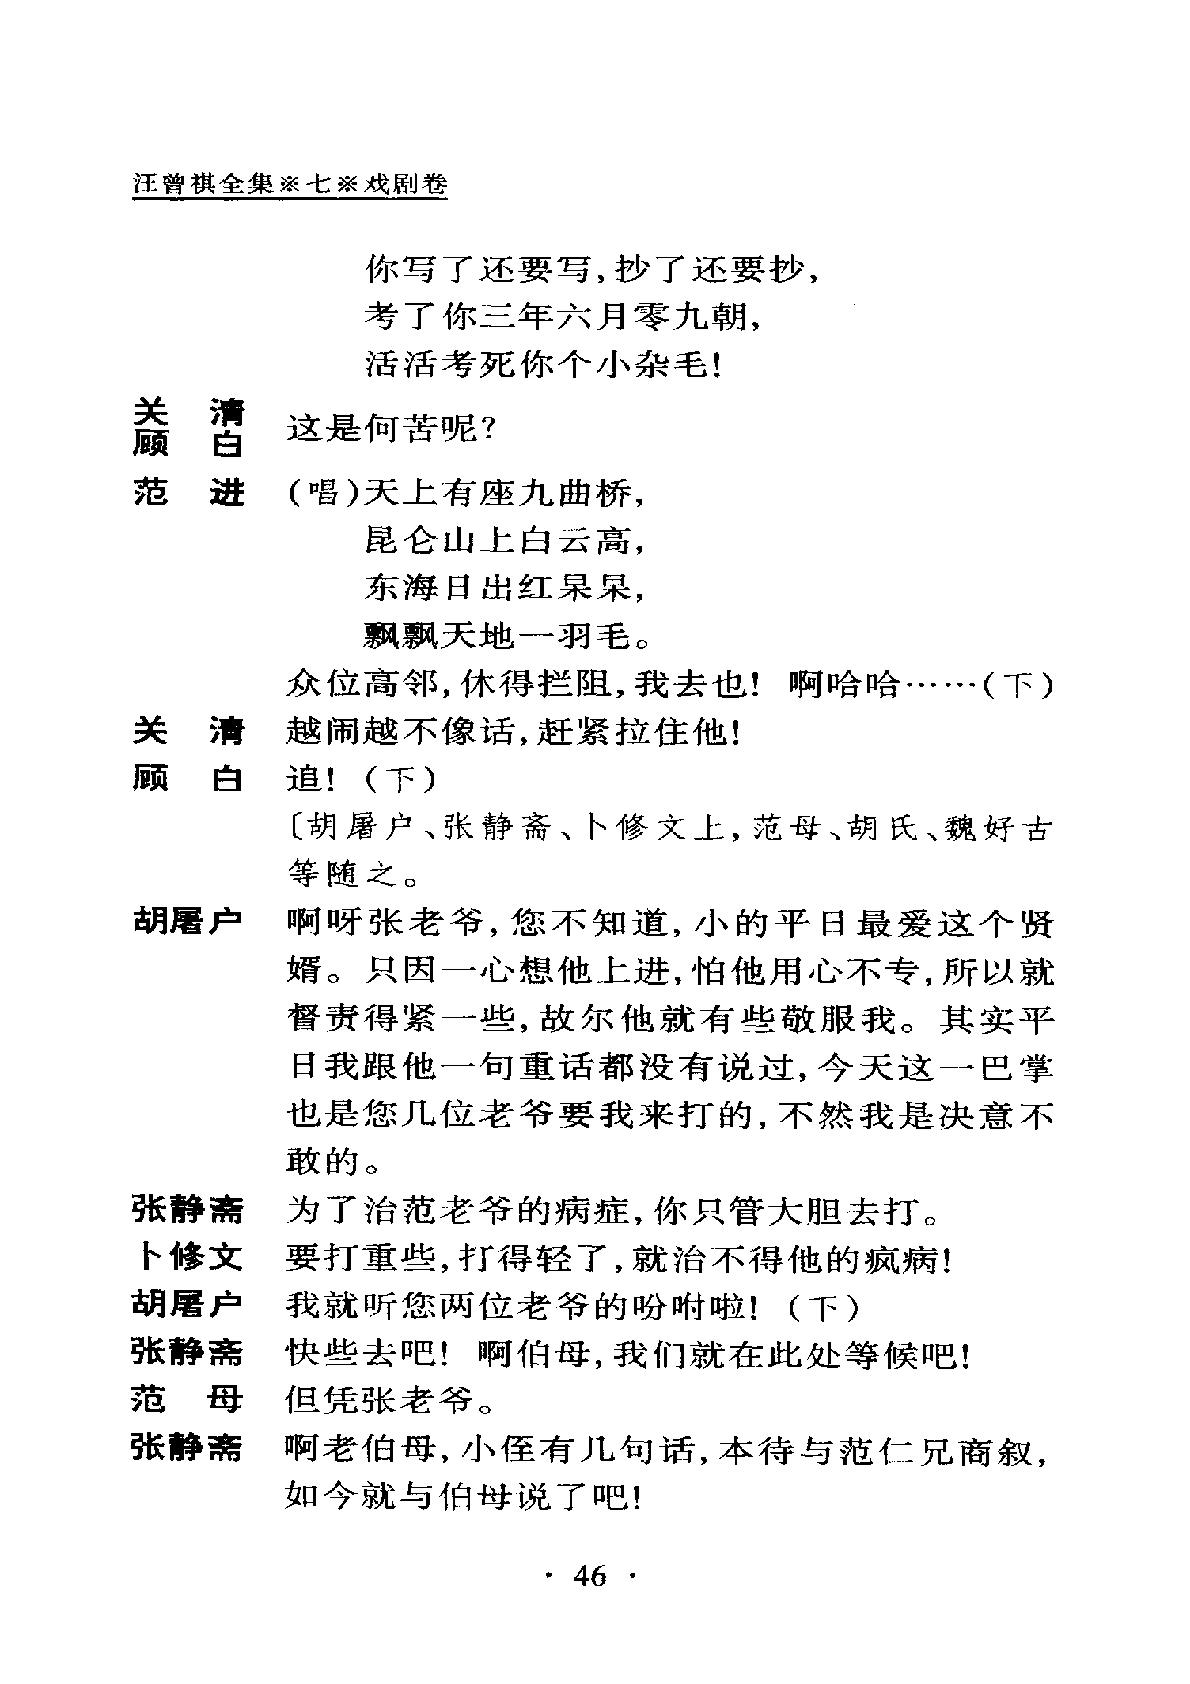 汪曾祺全集※七※戏剧卷
你写了还要写,抄了还要抄,
考了你三年六月零九朝,
活活考死你个小杂毛!
关 清
顾 白 这是何苦呢?
范 进 (唱)天上有座九曲桥,
昆仑山上白云高,
东海日出红杲杲,
飘飘天地一羽毛。
众位高邻,休得拦阻,我去也! 啊哈哈……(下)
关 清 越闹越不像话,赶紧拉住他!
顾 白 追! (下)
〔胡屠户、张静斋、卜修文上,范母、胡氏、魏好古
等随之。
胡屠户 啊呀张老爷,您不知道,小的平日最爱这个贤
婿。只因一心想他上进,怕他用心不专,所以就
督责得紧一些,故尔他就有些敬服我。其实平
日我跟他一句重话都没有说过,今天这一巴掌
也是您几位老爷要我来打的,不然我是决意不
敢的。
张静斋 为了治范老爷的病症,你只管大胆去打。
卜修文 要打重些,打得轻了,就治不得他的疯病!
胡屠户 我就听您两位老爷的吩咐啦! (下)
张静斋 快些去吧! 啊伯母,我们就在此处等候吧!
范 母 但凭张老爷。
张静斋 啊老伯母,小侄有几句话,本待与范仁兄商叙,
如今就与伯母说了吧!
· 46 ·